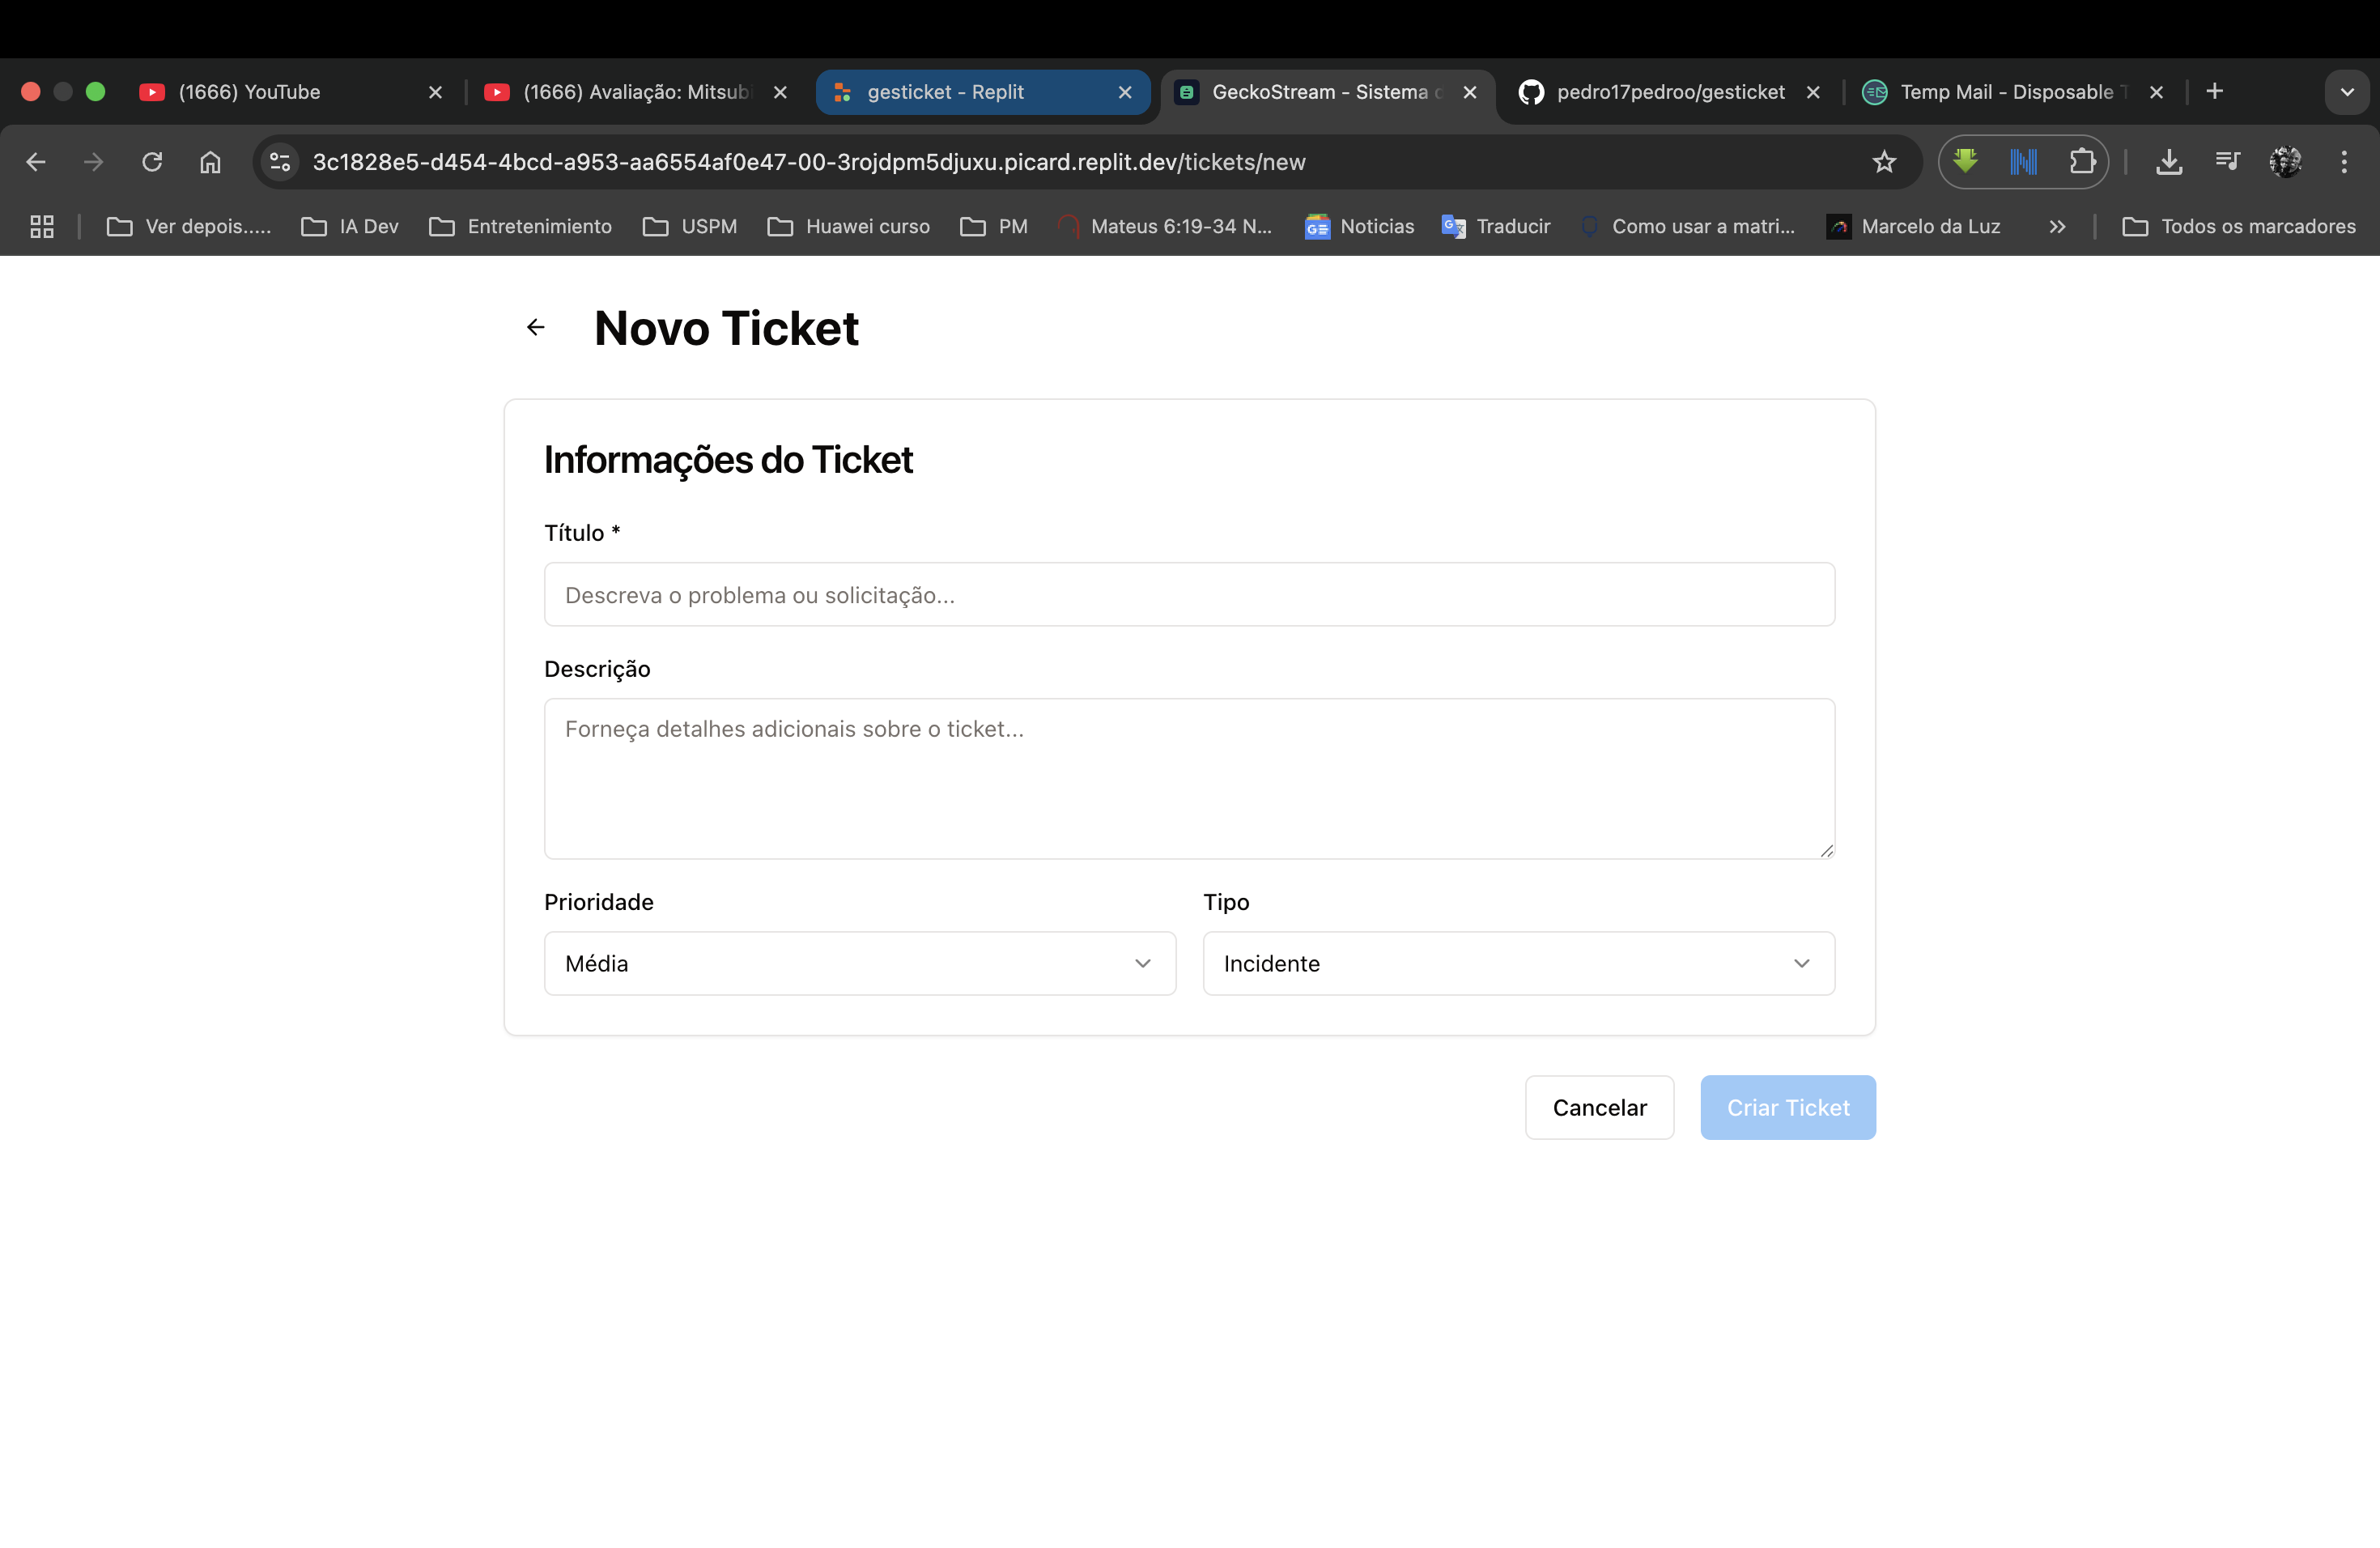 (1666) YouTube
(1666) Avaliação: Mitsub
gesticket - Replit
GeckoStream - Sistema
pedro17pedroo/gesticket
Temp Mail - Disposable
3c1828e5-d454-4bcd-a953-aa6554af0e47-00-3rojdpm5djuxu.picard.replit.dev/tickets/new
Ver depois.....
IA Dev
Entretenimiento
USPM
Huawei curso
PM
Mateus 6:19-34 N...
Noticias
Traducir
Como usar a matri...
Marcelo da Luz
Todos os marcadores
Novo Ticket
Informações do Ticket
Título *
Descreva o problema ou solicitação...
Descrição
Forneça detalhes adicionais sobre o ticket...
Prioridade
Tipo
Média
Incidente
Cancelar
Criar Ticket